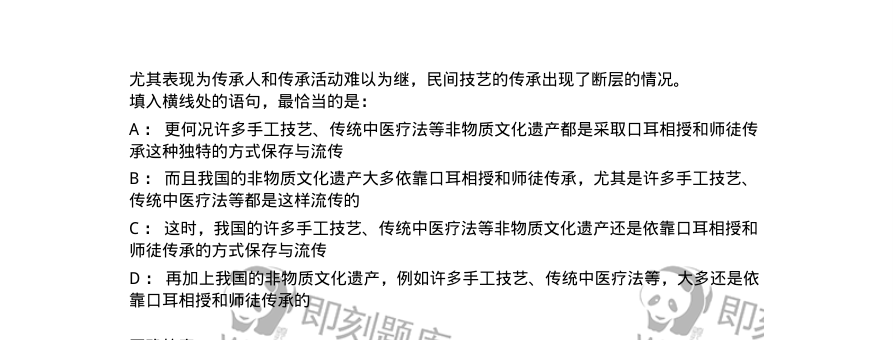 尤其表现为传承人和传承活动难以为继，民间技艺的传承出现了断层的情况。
填入横线处的语句，最恰当的是：
A： 更何况许多手工技艺、传统中医疗法等非物质文化遗产都是采取口耳相授和师徒传
承这种独特的方式保存与流传
B： 而且我国的非物质文化遗产大多依靠口耳相授和师徒传承，尤其是许多手工技艺、
传统中医疗法等都是这样流传的
C： 这时，我国的许多手工技艺、传统中医疗法等非物质文化遗产还是依靠口耳相授和
师徒传承的方式保存与流传
D： 再加上我国的非物质文化遗产，例如许多手工技艺、传统中医疗法等，大多还是依
靠口耳相授和师徒传承的
即刻题库
即刻